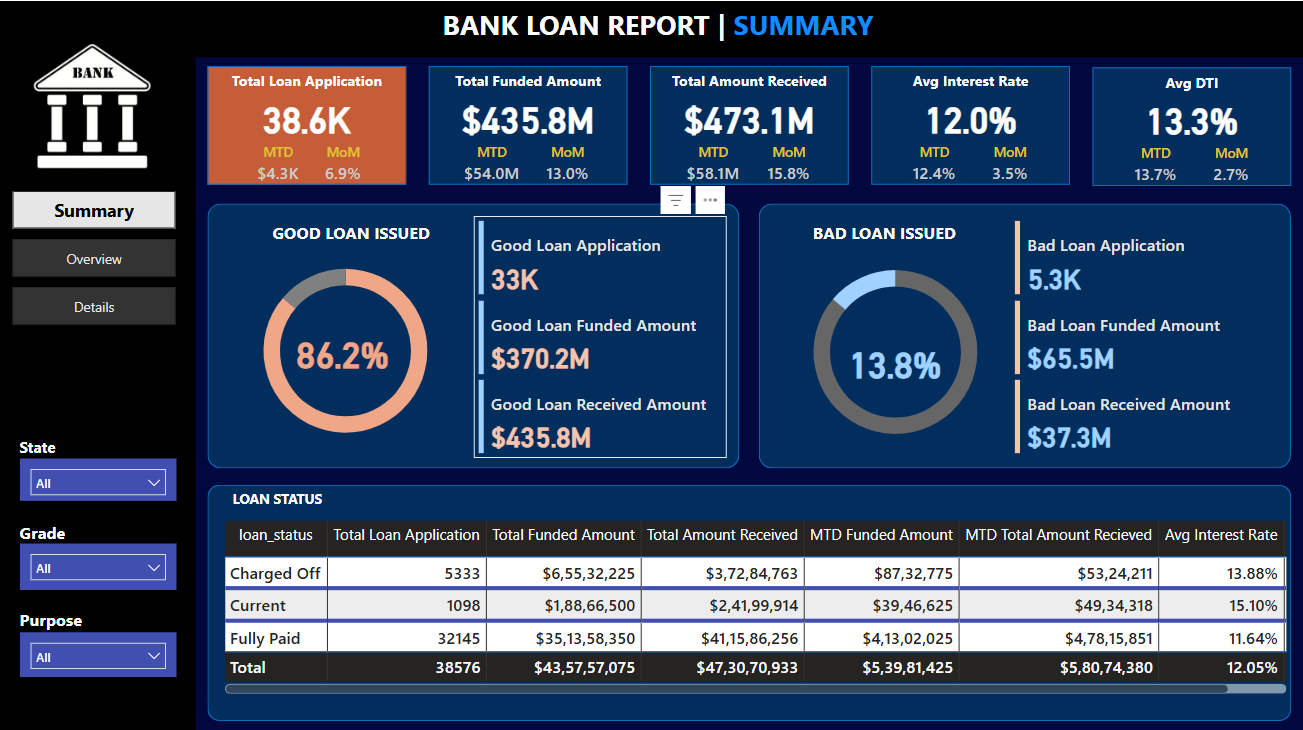 BANK LOAN REPORT | SUMMARY
BANK
Summary
Overview
Details
State
All
Grade
All
Purpose
All
Total Loan Application
38.6K
MTD MoM
$4.3K 6.9%
Total Funded Amount
$435.8M
MTD MoM
$54.0M 13.0%
Total Amount Received
$473.1M
MTD MoM
$58.1M 15.8%
Avg Interest Rate
12.0%
MTD MoM
12.4% 3.5%
Avg DTI
13.3%
MTD MoM
13.7% 2.7%
GOOD LOAN ISSUED
86.2%
Good Loan Application
33K
Good Loan Funded Amount
$370.2M
Good Loan Received Amount
$435.8M
BAD LOAN ISSUED
13.8%
Bad Loan Application
5.3K
Bad Loan Funded Amount
$65.5M
Bad Loan Received Amount
$37.3M
LOAN STATUS
loan_status Total Loan Application Total Funded Amount Total Amount Received MTD Funded Amount MTD Total Amount Recieved Avg Interest Rate
Charged Off 5333 $6,55,32,225 $3,72,84,763 $87,32,775 $53,24,211 13.88%
Current 1098 $1,88,66,500 $2,41,99,914 $39,46,625 $49,34,318 15.10%
Fully Paid 32145 $35,13,58,350 $41,15,86,256 $4,13,02,025 $4,78,15,851 11.64%
Total 38576 $43,57,57,075 $47,30,70,933 $5,39,81,425 $5,80,74,380 12.05%